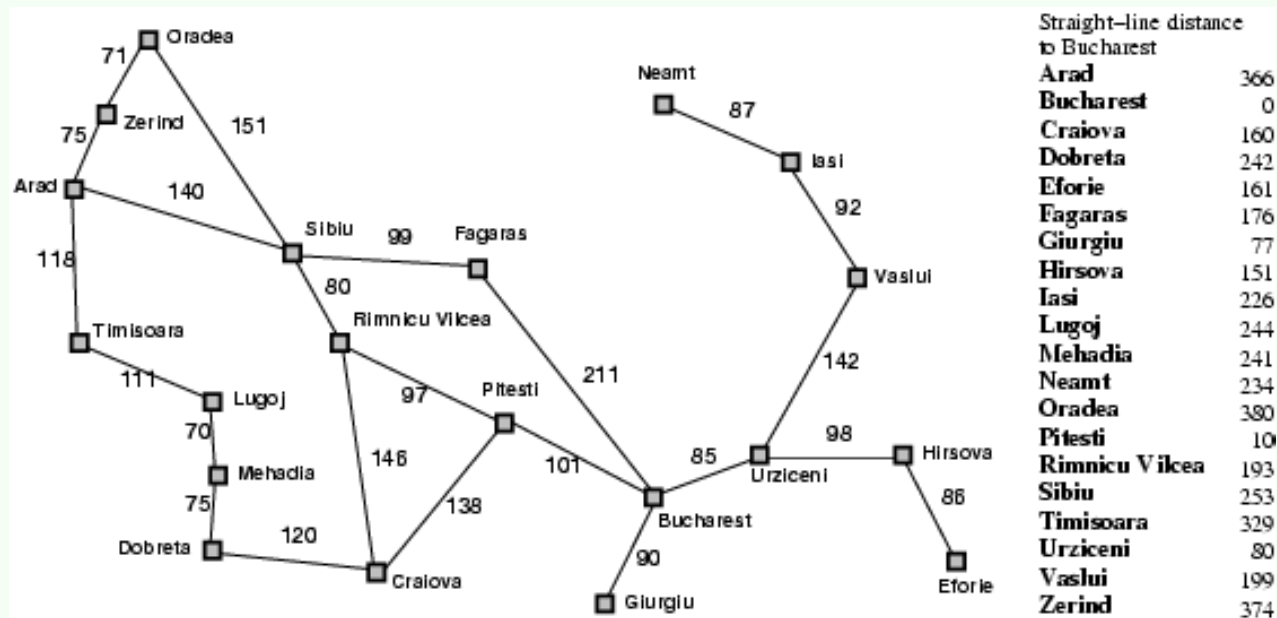 Oradea
71
Neamt
87
Zerind
151
75
Iasi
Arad
140
92
Sibiu
99
Fagaras
118
80
Vaslui
Rimnicu Vilcea
Timisoara
142
111
211
Pitesti
97
Lugoj
70
98
Hirsova
146
101
85
Urziceni
Mehadia
86
75
138
Bucharest
120
Dobreta
90
Craiova
Eforie
Giurgiu
Straight–line distance
to Bucharest
Arad 366
Bucharest 0
Craiova 160
Dobreta 242
Eforie 161
Fagaras 176
Giurgiu 77
Hirsova 151
Iasi 226
Lugoj 244
Mehadia 241
Neamt 234
Oradea 380
Pitesti
Rimnicu Vilcea 193
Sibiu 253
Timisoara 329
Urziceni 80
Vaslui 199
Zerind 374